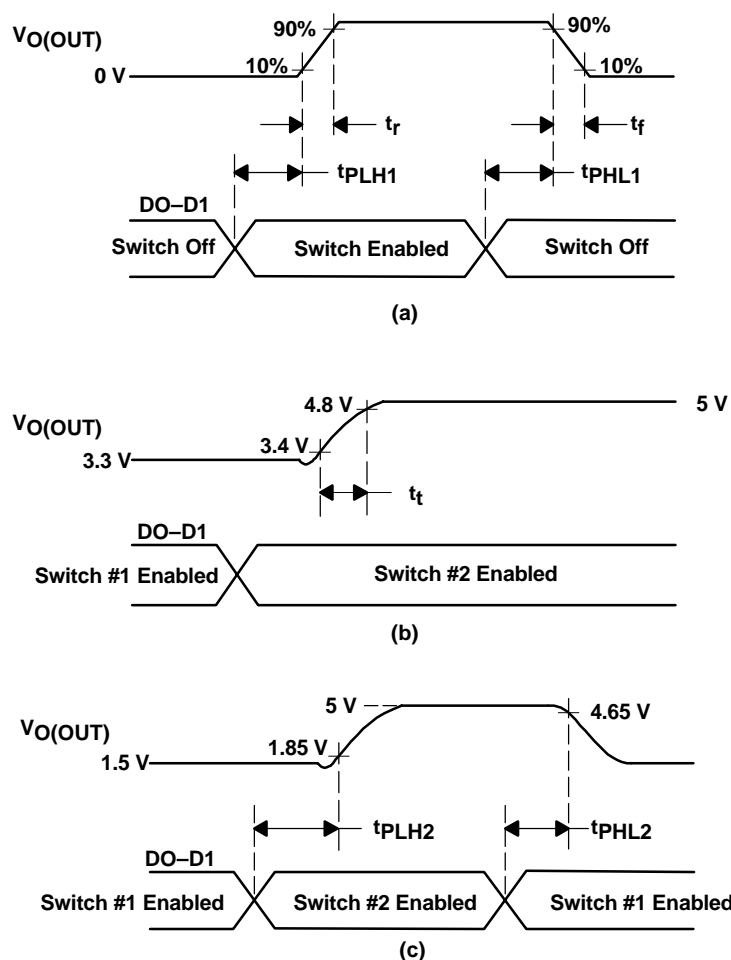 90% 90%
VO(OUT)
10% 10%
0 V
tr tf
tPLH1 tPHL1
DO–D1
Switch Off Switch Enabled Switch Off
(a)
4.8 V 5 V
VO(OUT)
3.4 V
3.3 V
tt
DO–D1
Switch #1 Enabled Switch #2 Enabled
(b)
5 V 4.65 V
VO(OUT)
1.85 V
1.5 V
tPLH2 tPHL2
DO–D1
Switch #1 Enabled Switch #2 Enabled Switch #1 Enabled
(c)